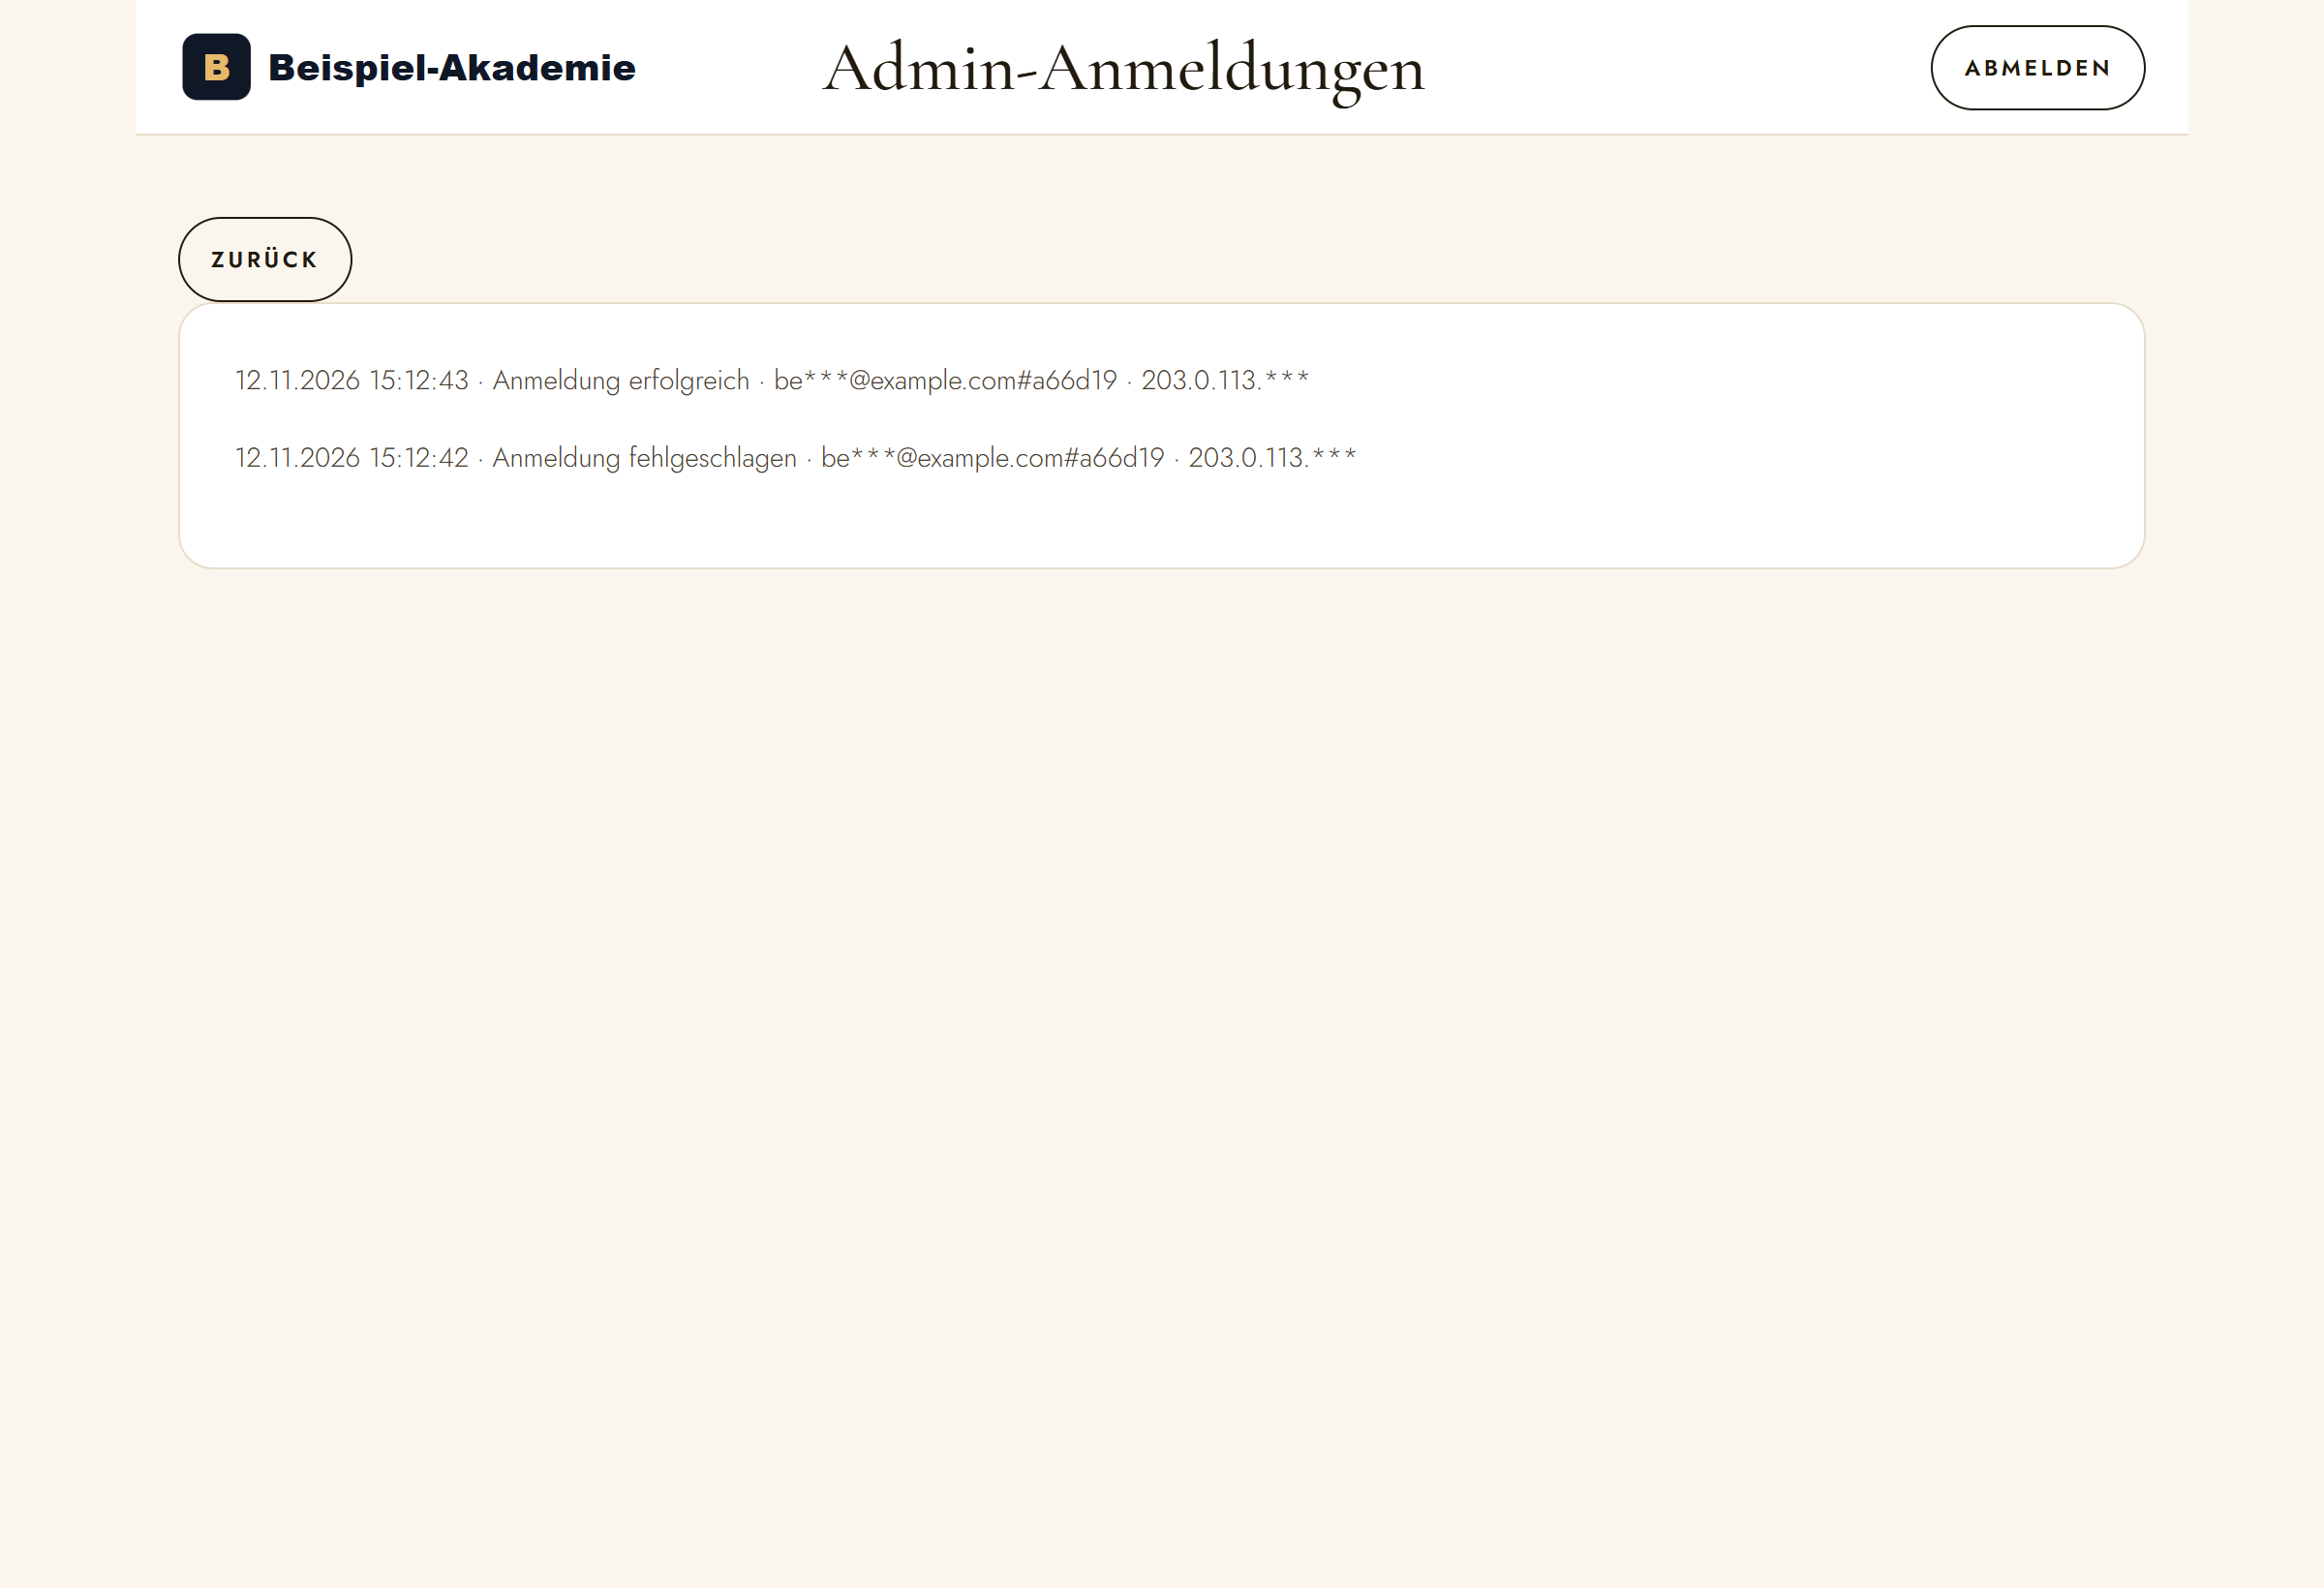 B Beispiel-Akademie
Admin-Anmeldungen
ABMELDEN
ZURÜCK
12.11.2026 15:12:43 · Anmeldung erfolgreich · be***@example.com#a66d19 · 203.0.113.***
12.11.2026 15:12:42 · Anmeldung fehlgeschlagen · be***@example.com#a66d19 · 203.0.113.***